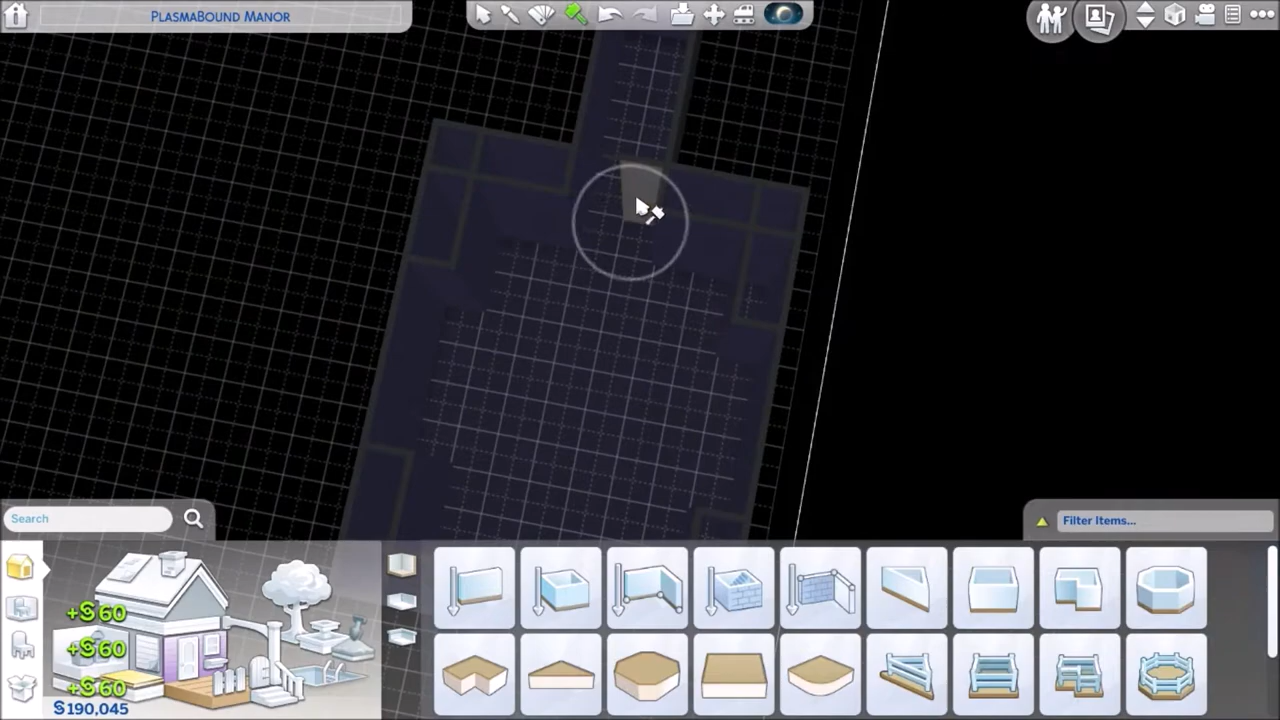 PLASMABOUND MANOR
Search
Filter Items...
+§60
+§60
+§60
§190,045